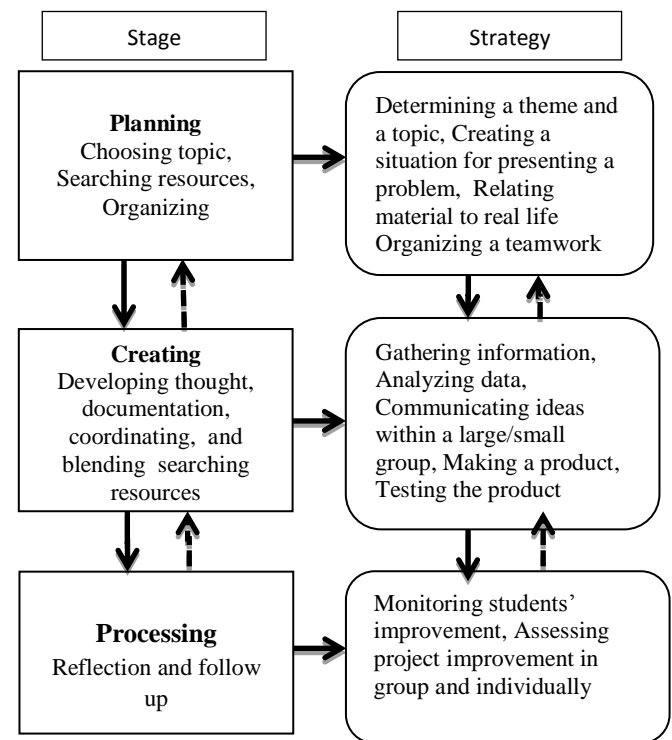 Stage
Strategy
Planning
Choosing topic,
Searching resources,
Organizing
Determining a theme and
a topic, Creating a
situation for presenting a
problem, Relating
material to real life
Organizing a teamwork
Creating
Developing thought,
documentation,
coordinating, and
blending searching
resources
Gathering information,
Analyzing data,
Communicating ideas
within a large/small
group, Making a product,
Testing the product
Processing
Reflection and follow
up
Monitoring students’
improvement, Assessing
project improvement in
group and individually